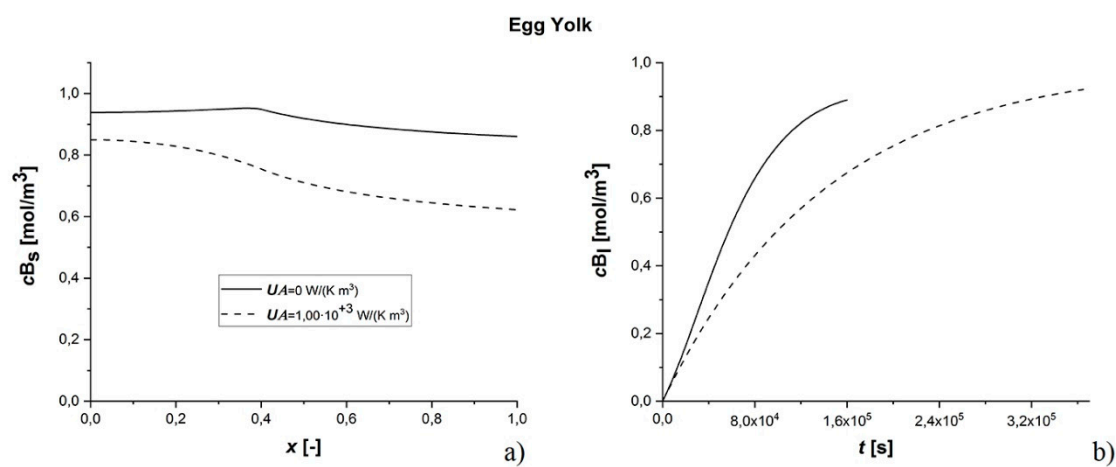 Egg Yolk
1,0
0,8
0,6
0,4
0,2
0,0
cBs [mol/m³]
UA=0 W/(K m³)
UA=1,00·10⁺³ W/(K m³)
0,0 0,2 0,4 0,6 0,8 1,0
x [-]
a)
1,0
0,8
0,6
0,4
0,2
0,0
cBl [mol/m³]
0,0 8,0x10⁴ 1,6x10⁵ 2,4x10⁵ 3,2x10⁵
t [s]
b)